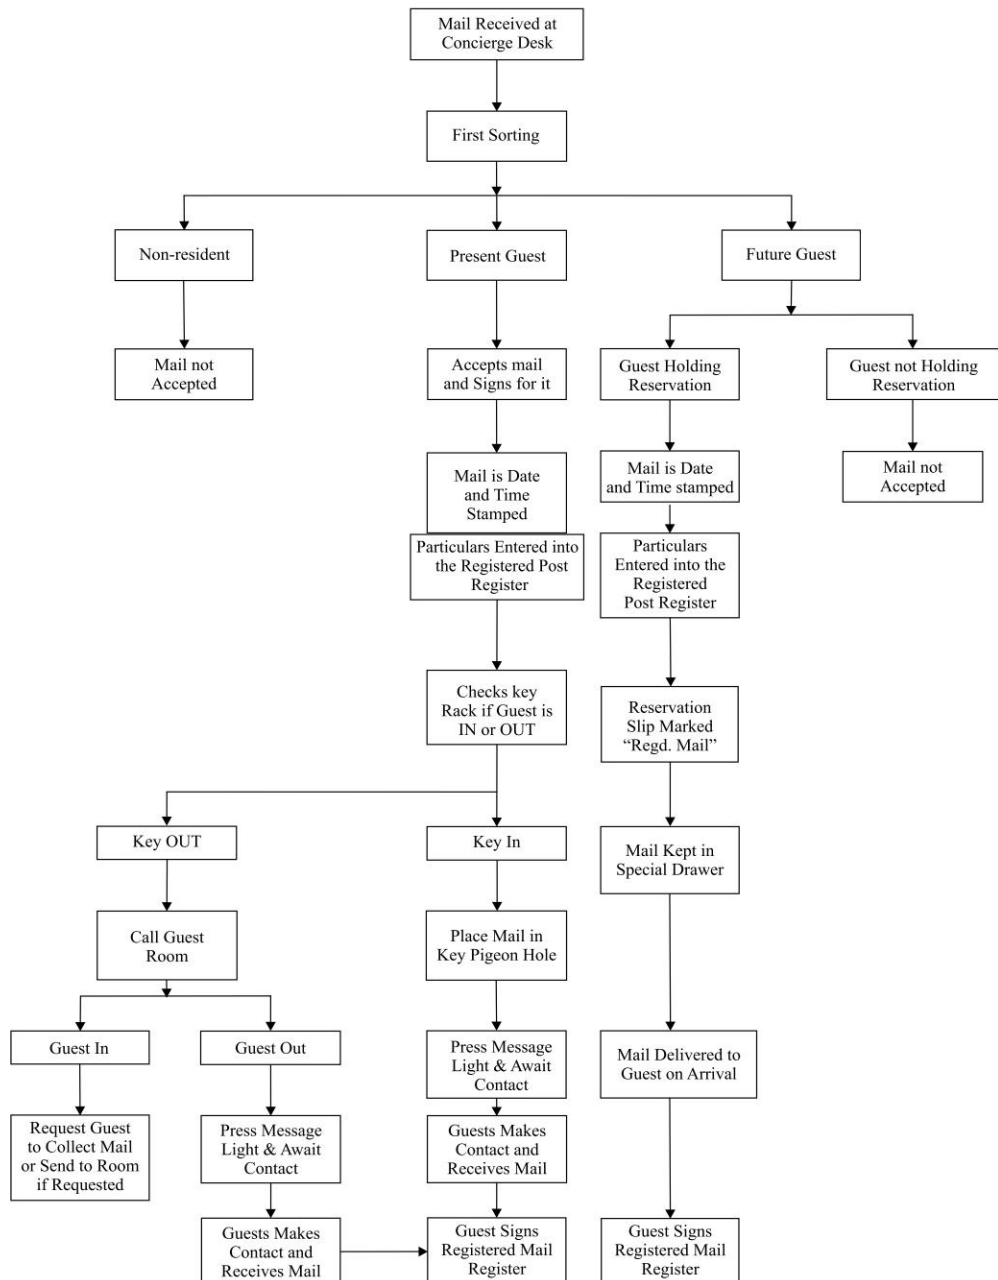 Mail Received at
Concierge Desk
First Sorting
Non-resident
Present Guest
Future Guest
Mail not
Accepted
Accepts mail
and Signs for it
Guest Holding
Reservation
Guest not Holding
Reservation
Mail is Date
and Time
Stamped
Mail is Date
and Time stamped
Mail not
Accepted
Particulars Entered into
the Registered Post
Register
Particulars
Entered into the
Registered
Post Register
Checks key
Rack if Guest is
IN or OUT
Reservation
Slip Marked
“Regd. Mail”
Key OUT
Key In
Mail Kept in
Special Drawer
Call Guest
Room
Place Mail in
Key Pigeon Hole
Guest In
Guest Out
Press Message
Light & Await
Contact
Mail Delivered to
Guest on Arrival
Request Guest
to Collect Mail
or Send to Room
if Requested
Press Message
Light & Await
Contact
Guests Makes
Contact and
Receives Mail
Guests Makes
Contact and
Receives Mail
Guest Signs
Registered Mail
Register
Guest Signs
Registered Mail
Register